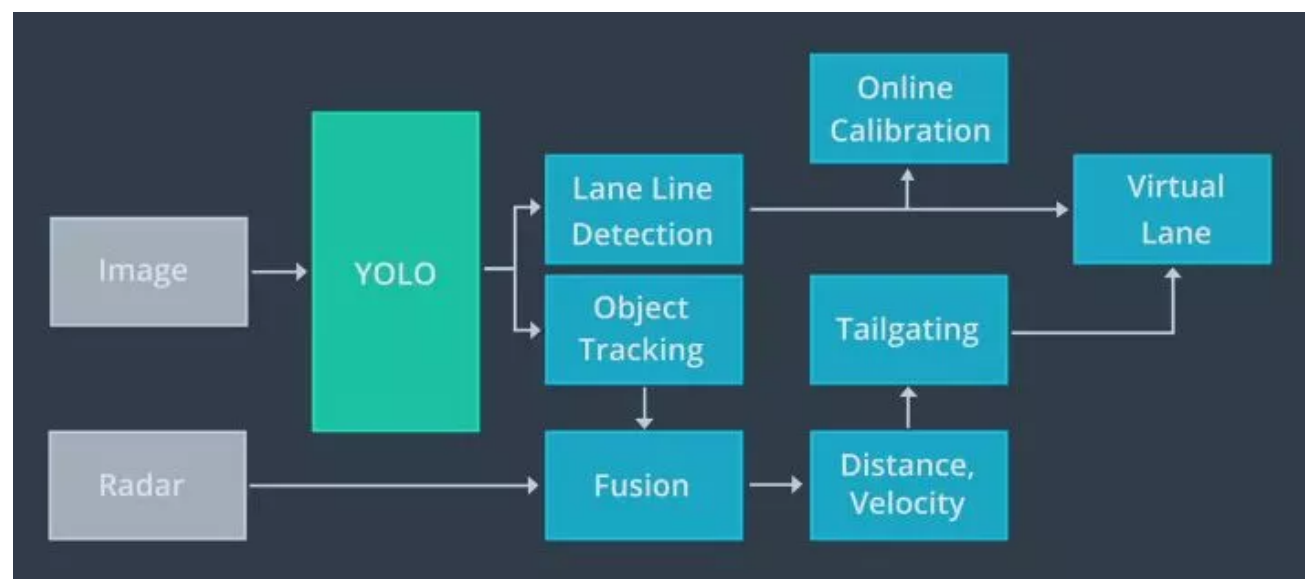 Online
Calibration
Lane Line
Detection
Virtual
Lane
Image
YOLO
Object
Tracking
Tailgating
Radar
Fusion
Distance,
Velocity